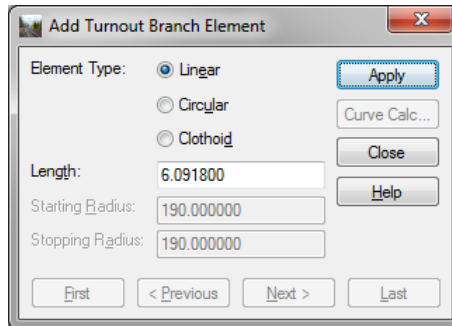 Add Turnout Branch Element
x
Element Type: Linear Apply
Circular Curve Calc...
Clothoid Close
Length: 6.091800 Help
Starting Radius: 190.000000
Stopping Radius: 190.000000
First < Previous Next > Last